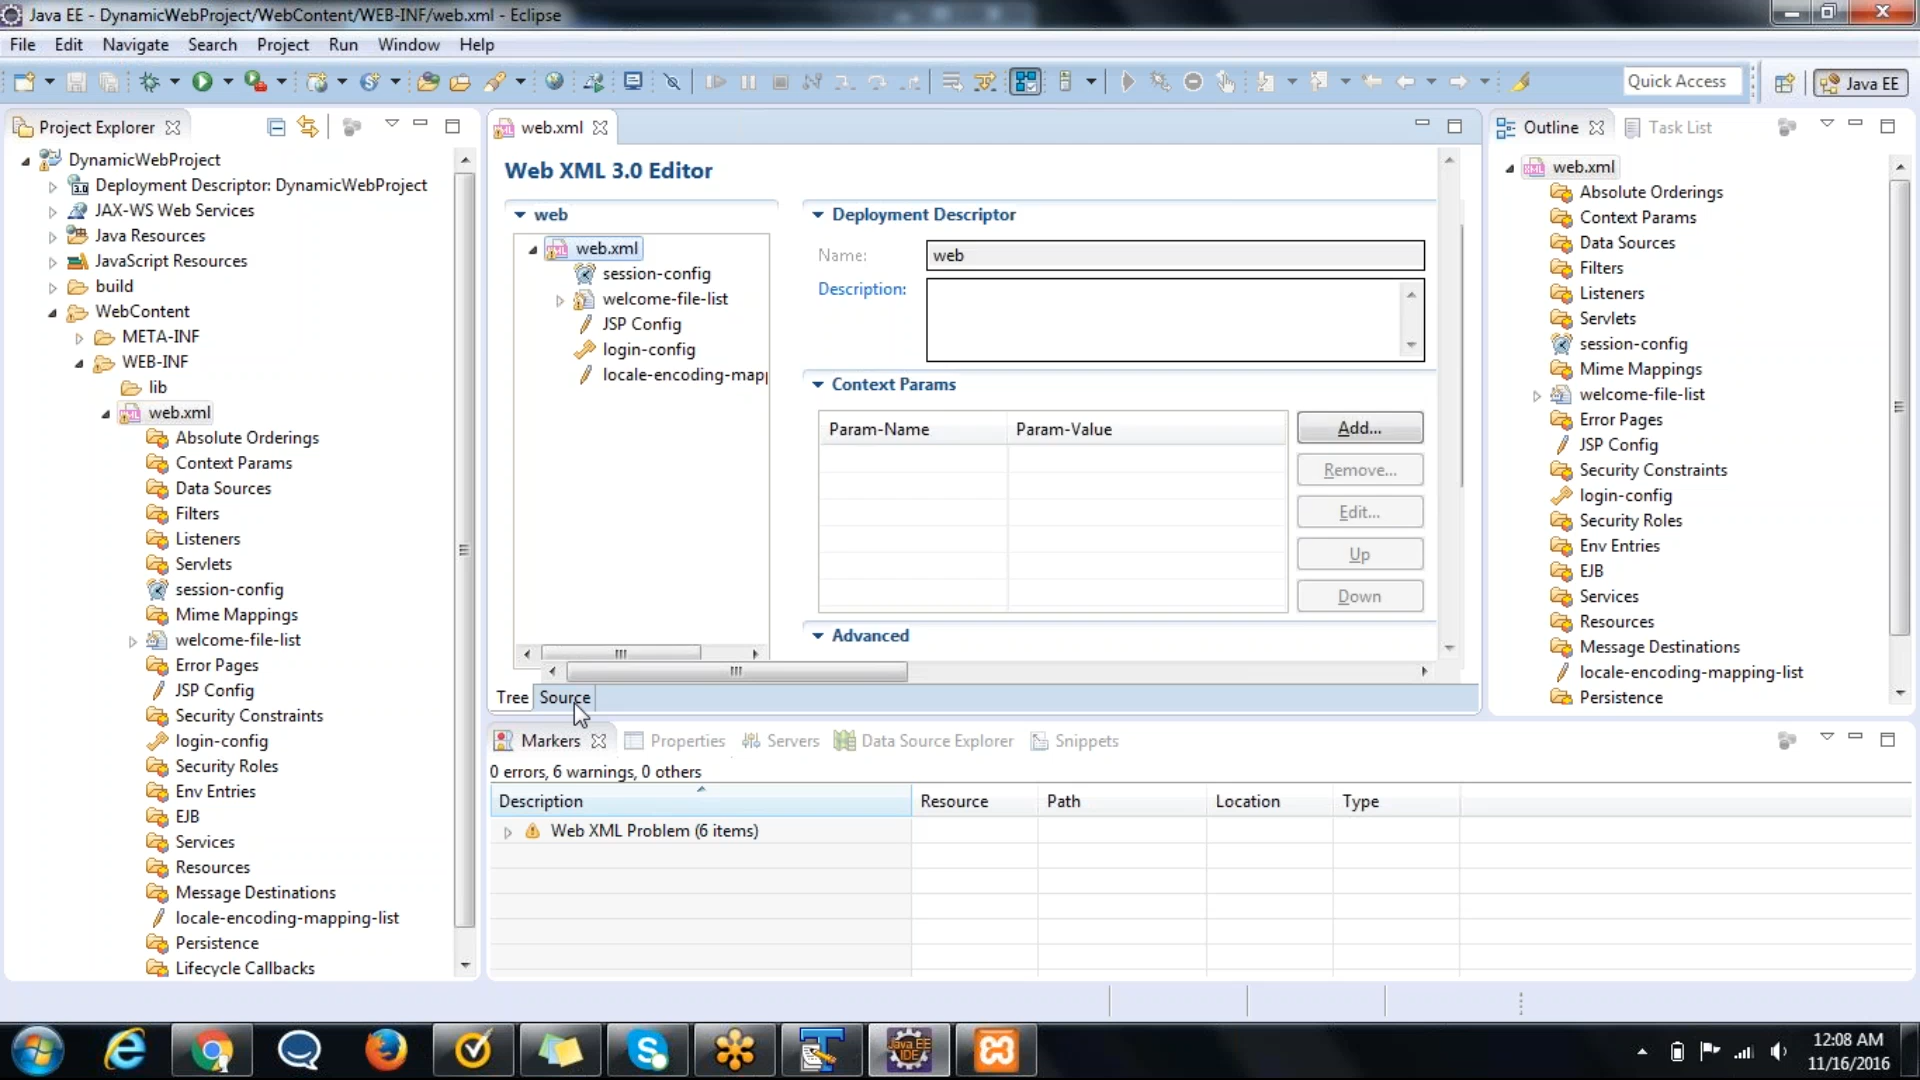 Java EE - DynamicWebProject/WebContent/WEB-INF/web.xml - Eclipse
File Edit Navigate Search Project Run Window Help
Quick Access
Java EE
Project Explorer
DynamicWebProject
3.0 Deployment Descriptor: DynamicWebProject
JAX-WS Web Services
Java Resources
JavaScript Resources
build
WebContent
META-INF
WEB-INF
lib
web.xml
Absolute Orderings
Context Params
Data Sources
Filters
Listeners
Servlets
session-config
Mime Mappings
welcome-file-list
Error Pages
JSP Config
Security Constraints
login-config
Security Roles
Env Entries
EJB
Services
Resources
Message Destinations
locale-encoding-mapping-list
Persistence
Lifecycle Callbacks
web.xml
Web XML 3.0 Editor
web
web.xml
session-config
welcome-file-list
JSP Config
login-config
locale-encoding-mapp
Deployment Descriptor
Name: web
Description:
Context Params
Param-Name Param-Value
Add...
Remove...
Edit...
Up
Down
Advanced
Tree Source
Outline Task List
web.xml
Absolute Orderings
Context Params
Data Sources
Filters
Listeners
Servlets
session-config
Mime Mappings
welcome-file-list
Error Pages
JSP Config
Security Constraints
login-config
Security Roles
Env Entries
EJB
Services
Resources
Message Destinations
locale-encoding-mapping-list
Persistence
Markers Properties Servers Data Source Explorer Snippets
0 errors, 6 warnings, 0 others
Description Resource Path Location Type
Web XML Problem (6 items)
Java EE
IDE
12:08 AM
11/16/2016